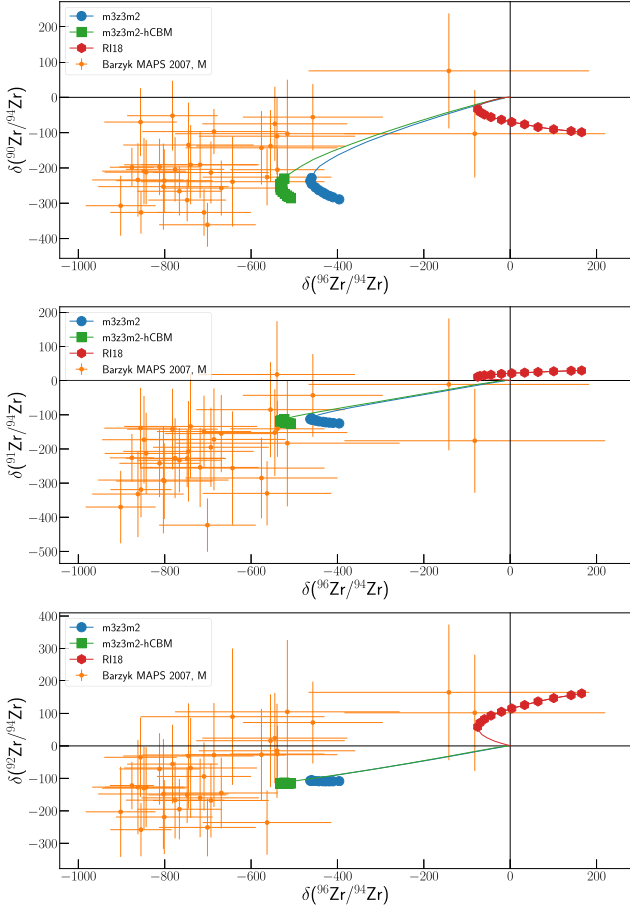 200
100
0
−100
−200
−300
−400
δ(⁹⁰Zr/⁹⁴Zr)
m3z3m2
m3z3m2-hCBM
RI18
Barzyk MAPS 2007, M
−1000
−800
−600
−400
−200
0
200
δ(⁹⁶Zr/⁹⁴Zr)
200
100
0
−100
−200
−300
−400
−500
δ(⁹¹Zr/⁹⁴Zr)
m3z3m2
m3z3m2-hCBM
RI18
Barzyk MAPS 2007, M
−1000
−800
−600
−400
−200
0
200
δ(⁹⁶Zr/⁹⁴Zr)
400
300
200
100
0
−100
−200
−300
δ(⁹²Zr/⁹⁴Zr)
m3z3m2
m3z3m2-hCBM
RI18
Barzyk MAPS 2007, M
−1000
−800
−600
−400
−200
0
200
δ(⁹⁶Zr/⁹⁴Zr)